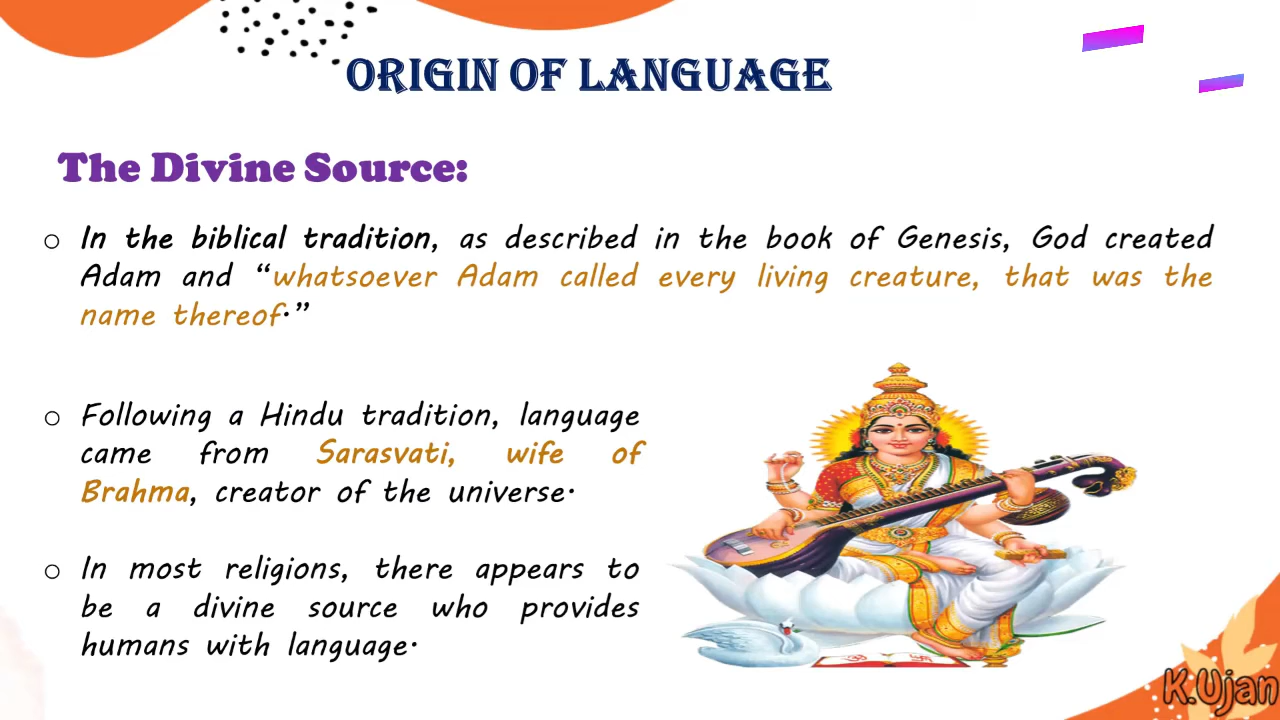 ORIGIN OF LANGUAGE
The Divine Source:
o In the biblical tradition, as described in the book of Genesis, God created
Adam and “whatsoever Adam called every living creature, that was the
name thereof.”
o Following a Hindu tradition, language
came from Sarasvati, wife of
Brahma, creator of the universe.
o In most religions, there appears to
be a divine source who provides
humans with language.
K.Ujan